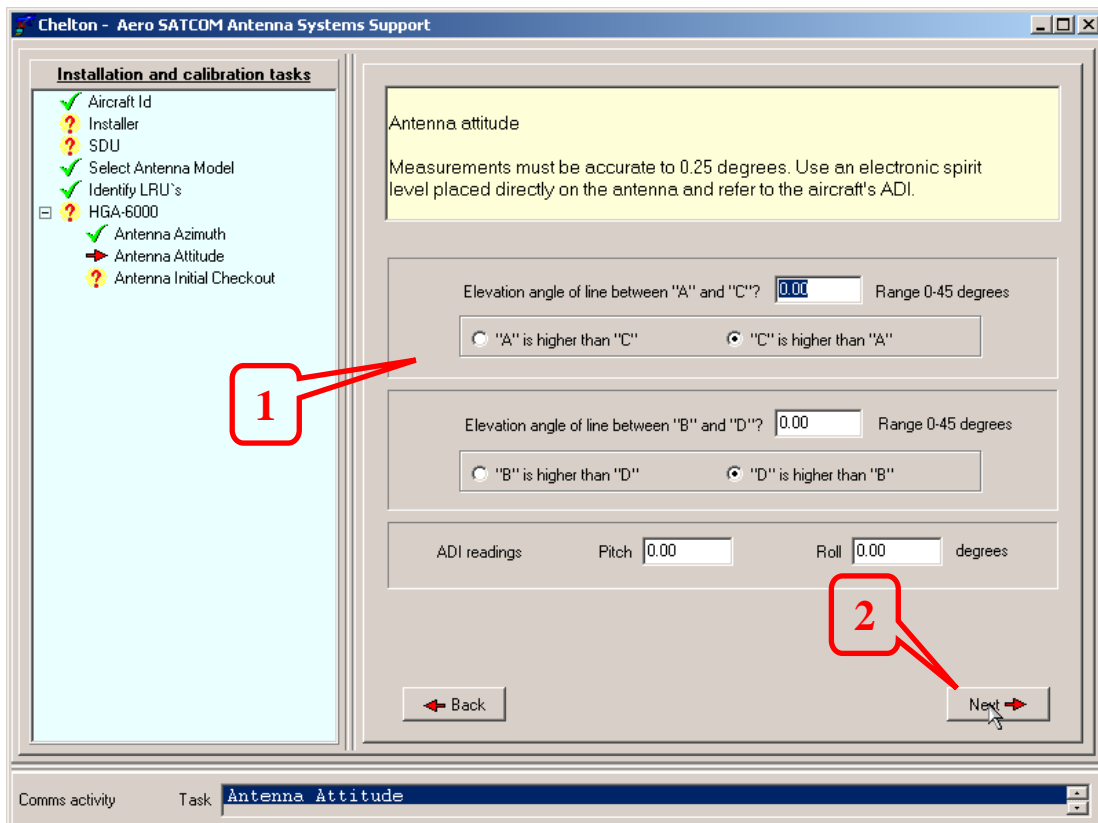 Chelton - Aero SATCOM Antenna Systems Support
Installation and calibration tasks
Aircraft Id
Installer
SDU
Select Antenna Model
Identify LRU`s
HGA-6000
Antenna Azimuth
Antenna Attitude
Antenna Initial Checkout
Antenna attitude
Measurements must be accurate to 0.25 degrees. Use an electronic spirit
level placed directly on the antenna and refer to the aircraft's ADI.
Elevation angle of line between "A" and "C"? 0.00 Range 0-45 degrees
"A" is higher than "C" "C" is higher than "A"
1
Elevation angle of line between "B" and "D"? 0.00 Range 0-45 degrees
"B" is higher than "D" "D" is higher than "B"
ADI readings Pitch 0.00 Roll 0.00 degrees
2
Back Next
Comms activity Task Antenna Attitude